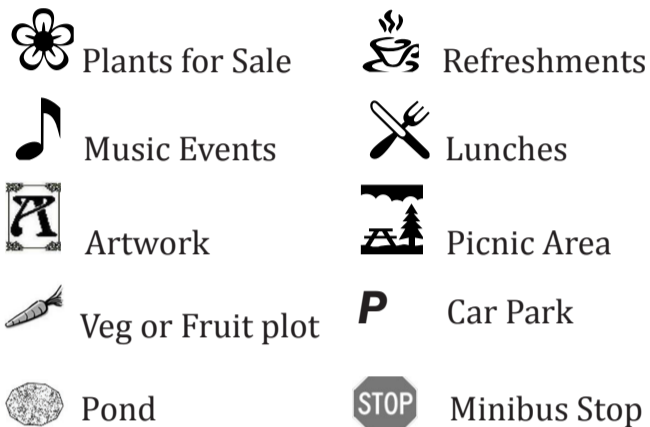 Plants for Sale
Refreshments
Music Events
Lunches
A Artwork
Picnic Area
Veg or Fruit plot
P Car Park
Pond
STOP Minibus Stop